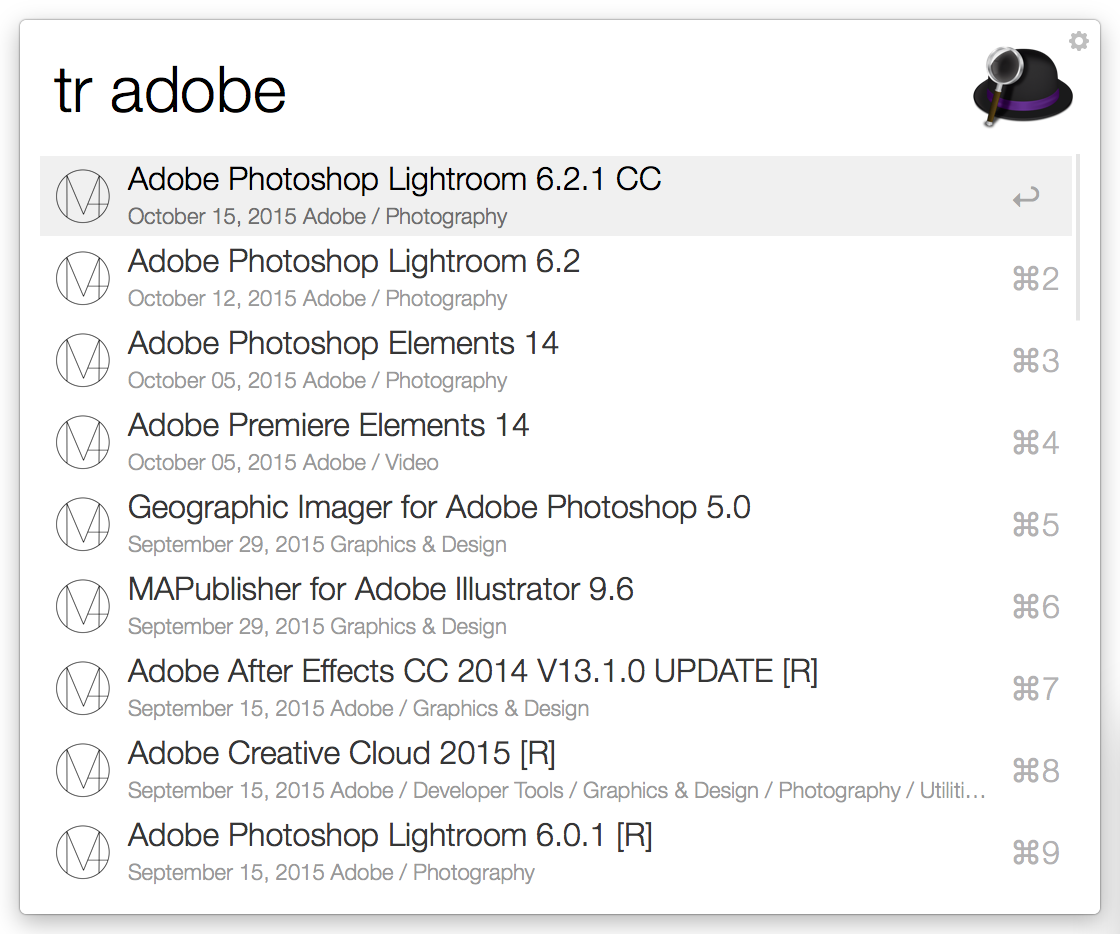 tr adobe
Adobe Photoshop Lightroom 6.2.1 CC
October 15, 2015 Adobe / Photography
↩
Adobe Photoshop Lightroom 6.2
October 12, 2015 Adobe / Photography
⌘2
Adobe Photoshop Elements 14
October 05, 2015 Adobe / Photography
⌘3
Adobe Premiere Elements 14
October 05, 2015 Adobe / Video
⌘4
Geographic Imager for Adobe Photoshop 5.0
September 29, 2015 Graphics & Design
⌘5
MAPublisher for Adobe Illustrator 9.6
September 29, 2015 Graphics & Design
⌘6
Adobe After Effects CC 2014 V13.1.0 UPDATE [R]
September 15, 2015 Adobe / Graphics & Design
⌘7
Adobe Creative Cloud 2015 [R]
September 15, 2015 Adobe / Developer Tools / Graphics & Design / Photography / Utiliti…
⌘8
Adobe Photoshop Lightroom 6.0.1 [R]
September 15, 2015 Adobe / Photography
⌘9